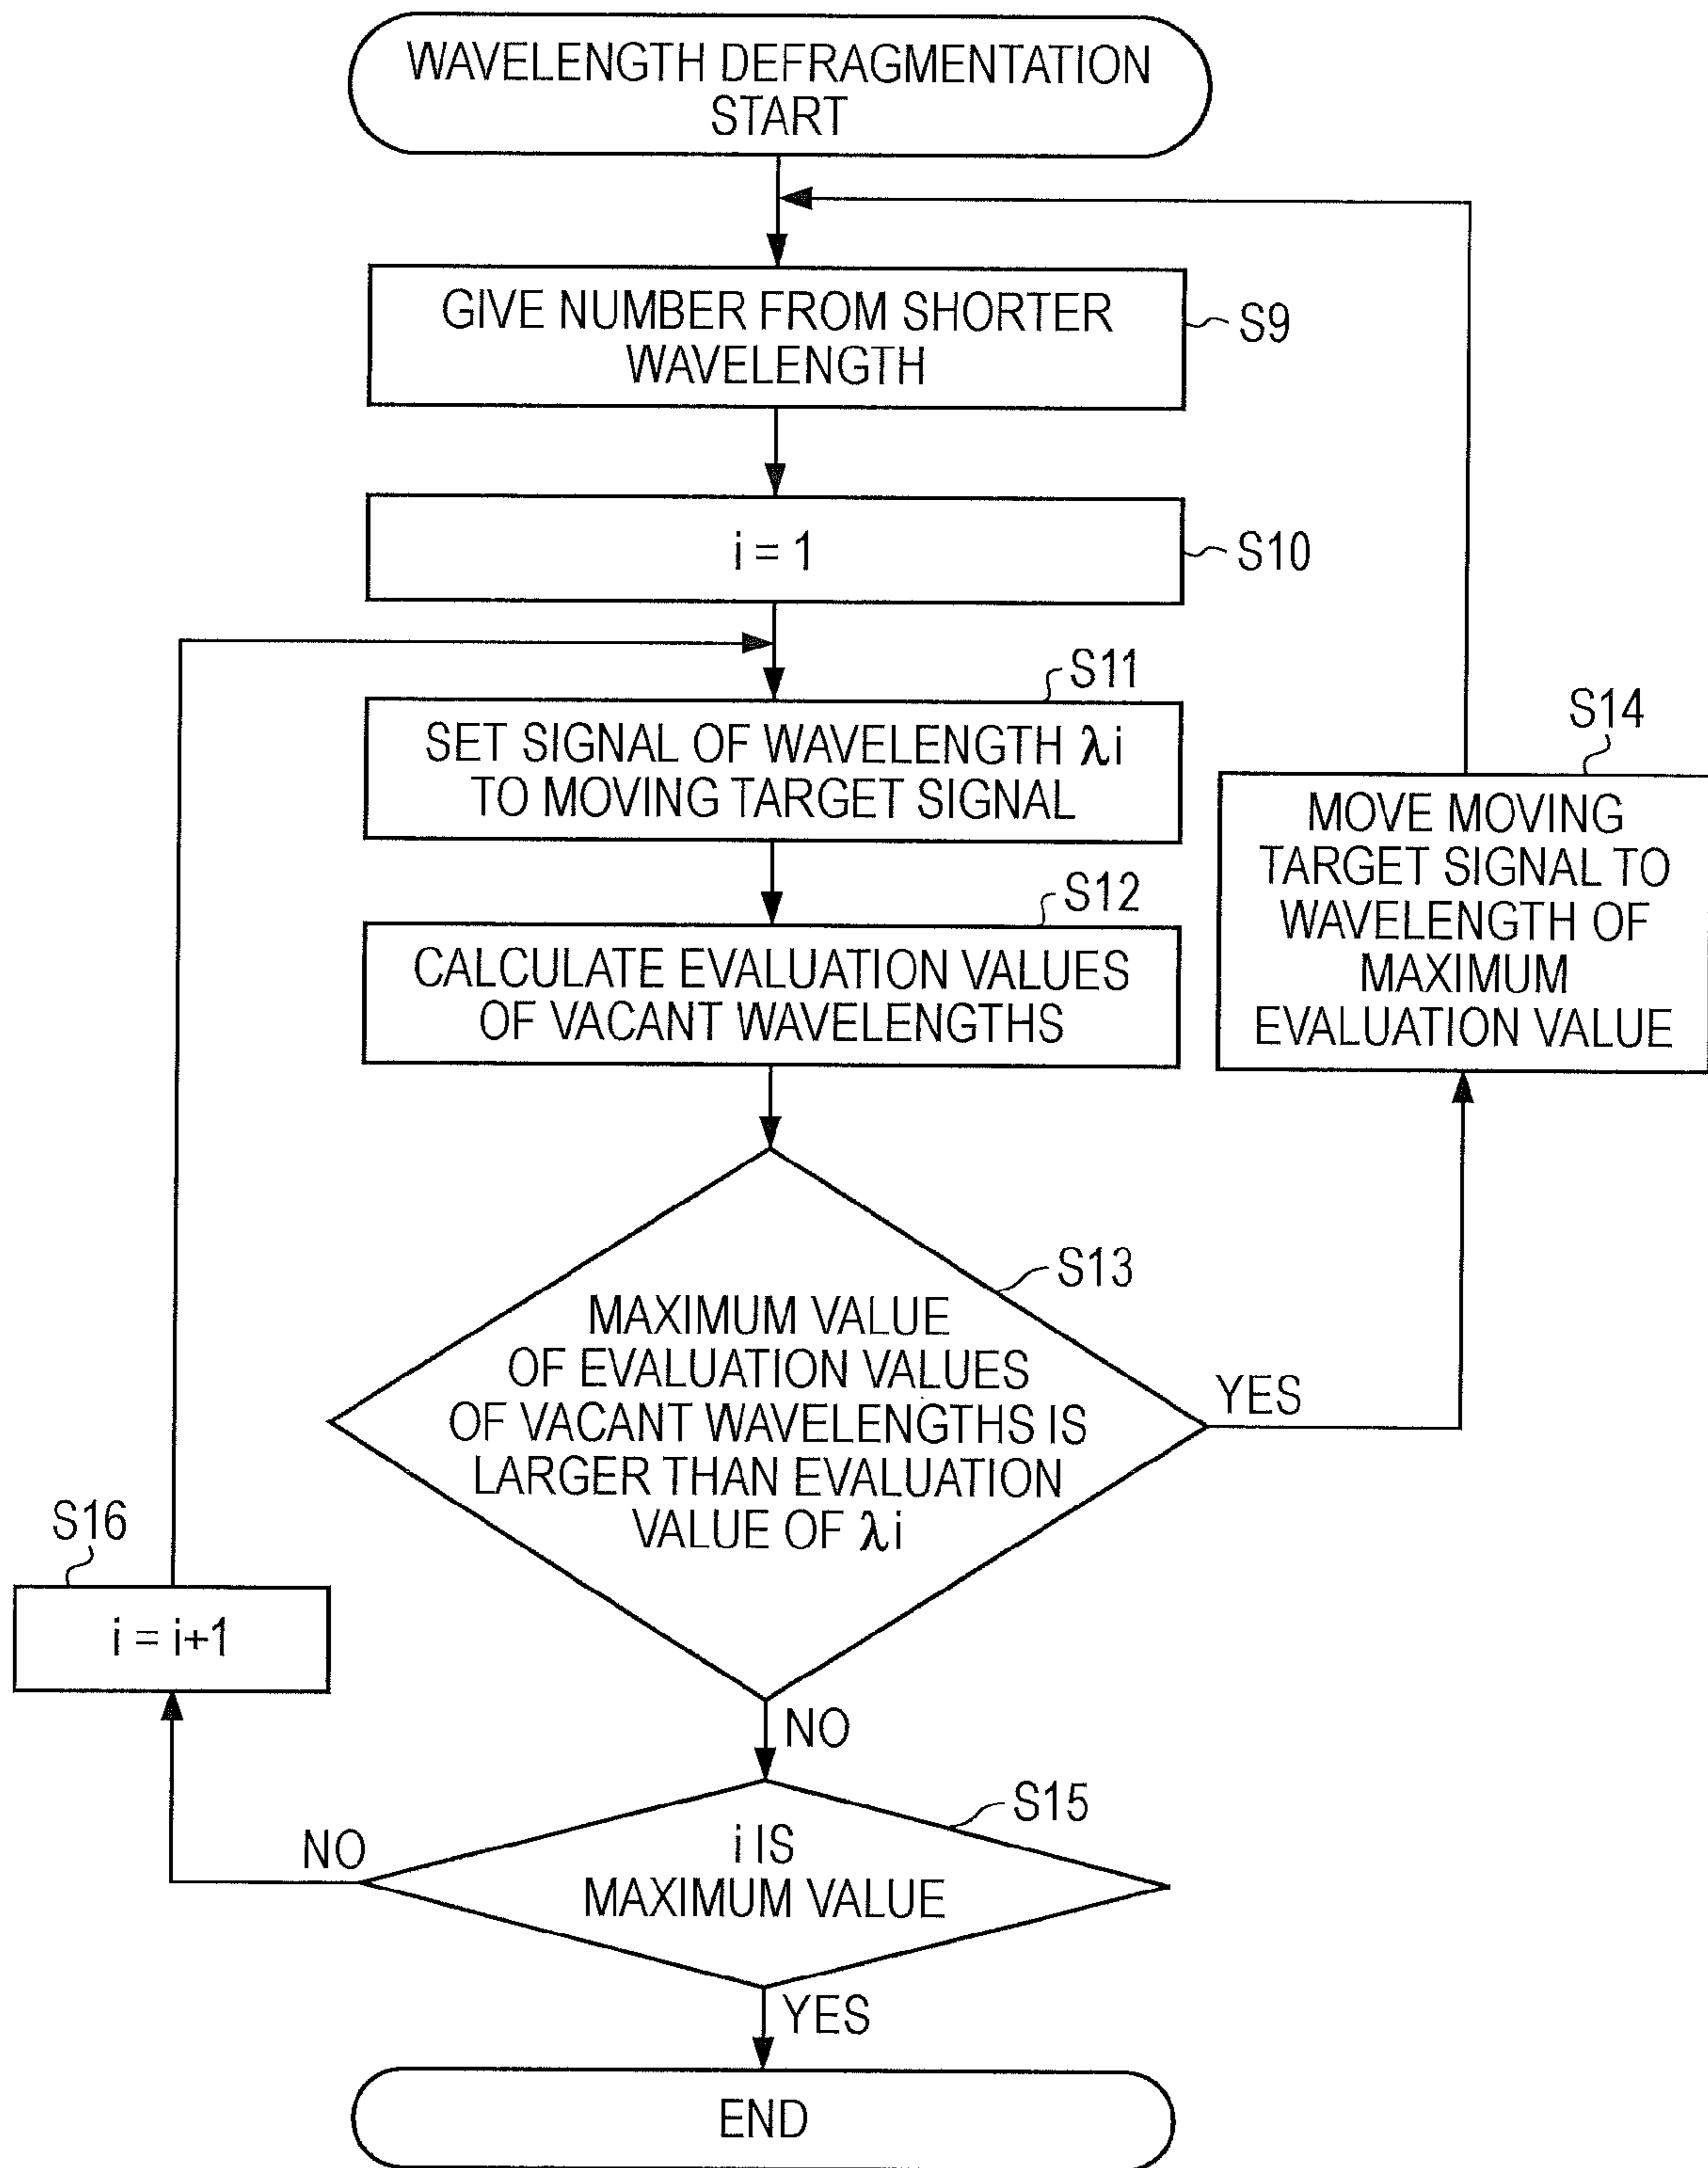 WAVELENGTH DEFRAGMENTATION
START
GIVE NUMBER FROM SHORTER
WAVELENGTH
S9
i = 1
S10
S11
SET SIGNAL OF WAVELENGTH λi
TO MOVING TARGET SIGNAL
S14
MOVE MOVING
TARGET SIGNAL TO
WAVELENGTH OF
MAXIMUM
EVALUATION VALUE
S12
CALCULATE EVALUATION VALUES
OF VACANT WAVELENGTHS
S13
MAXIMUM VALUE
OF EVALUATION VALUES
OF VACANT WAVELENGTHS IS
LARGER THAN EVALUATION
VALUE OF λi
YES
S16
i = i+1
NO
S15
i IS
MAXIMUM VALUE
NO
YES
END